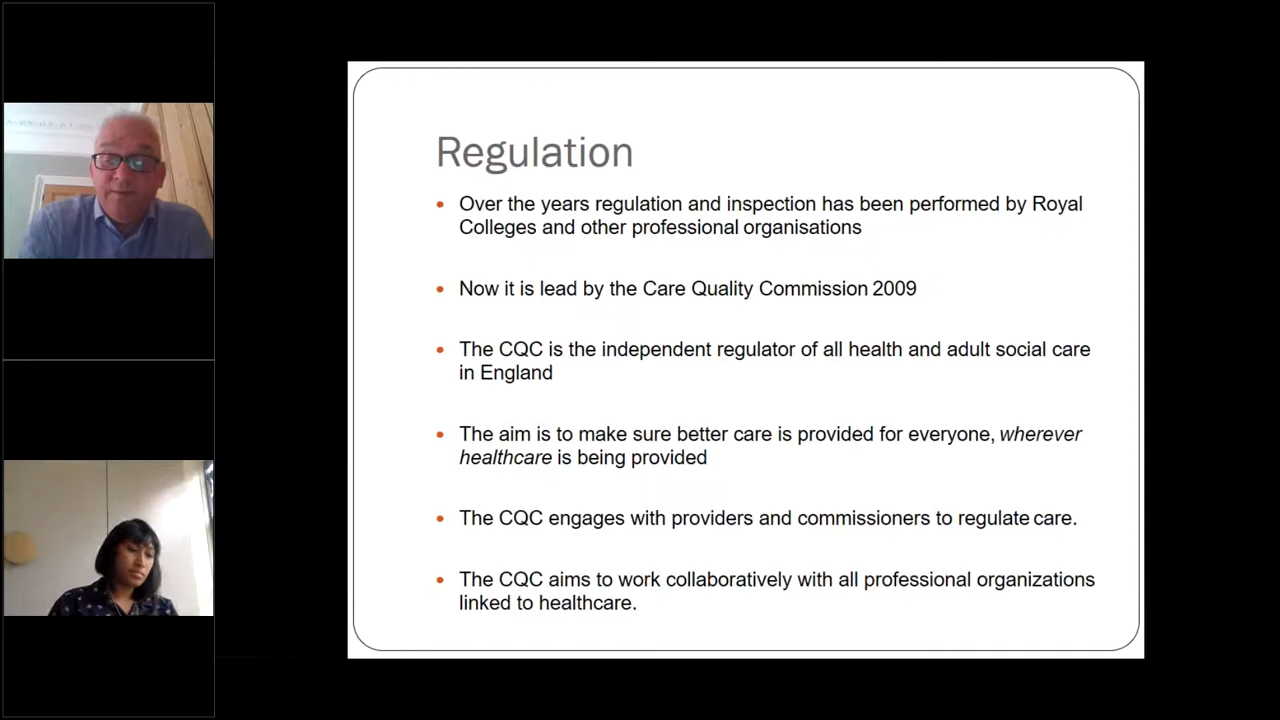 Regulation
Over the years regulation and inspection has been performed by Royal
Colleges and other professional organisations
Now it is lead by the Care Quality Commission 2009
The CQC is the independent regulator of all health and adult social care
in England
The aim is to make sure better care is provided for everyone, wherever
healthcare is being provided
The CQC engages with providers and commissioners to regulate care.
The CQC aims to work collaboratively with all professional organizations
linked to healthcare.